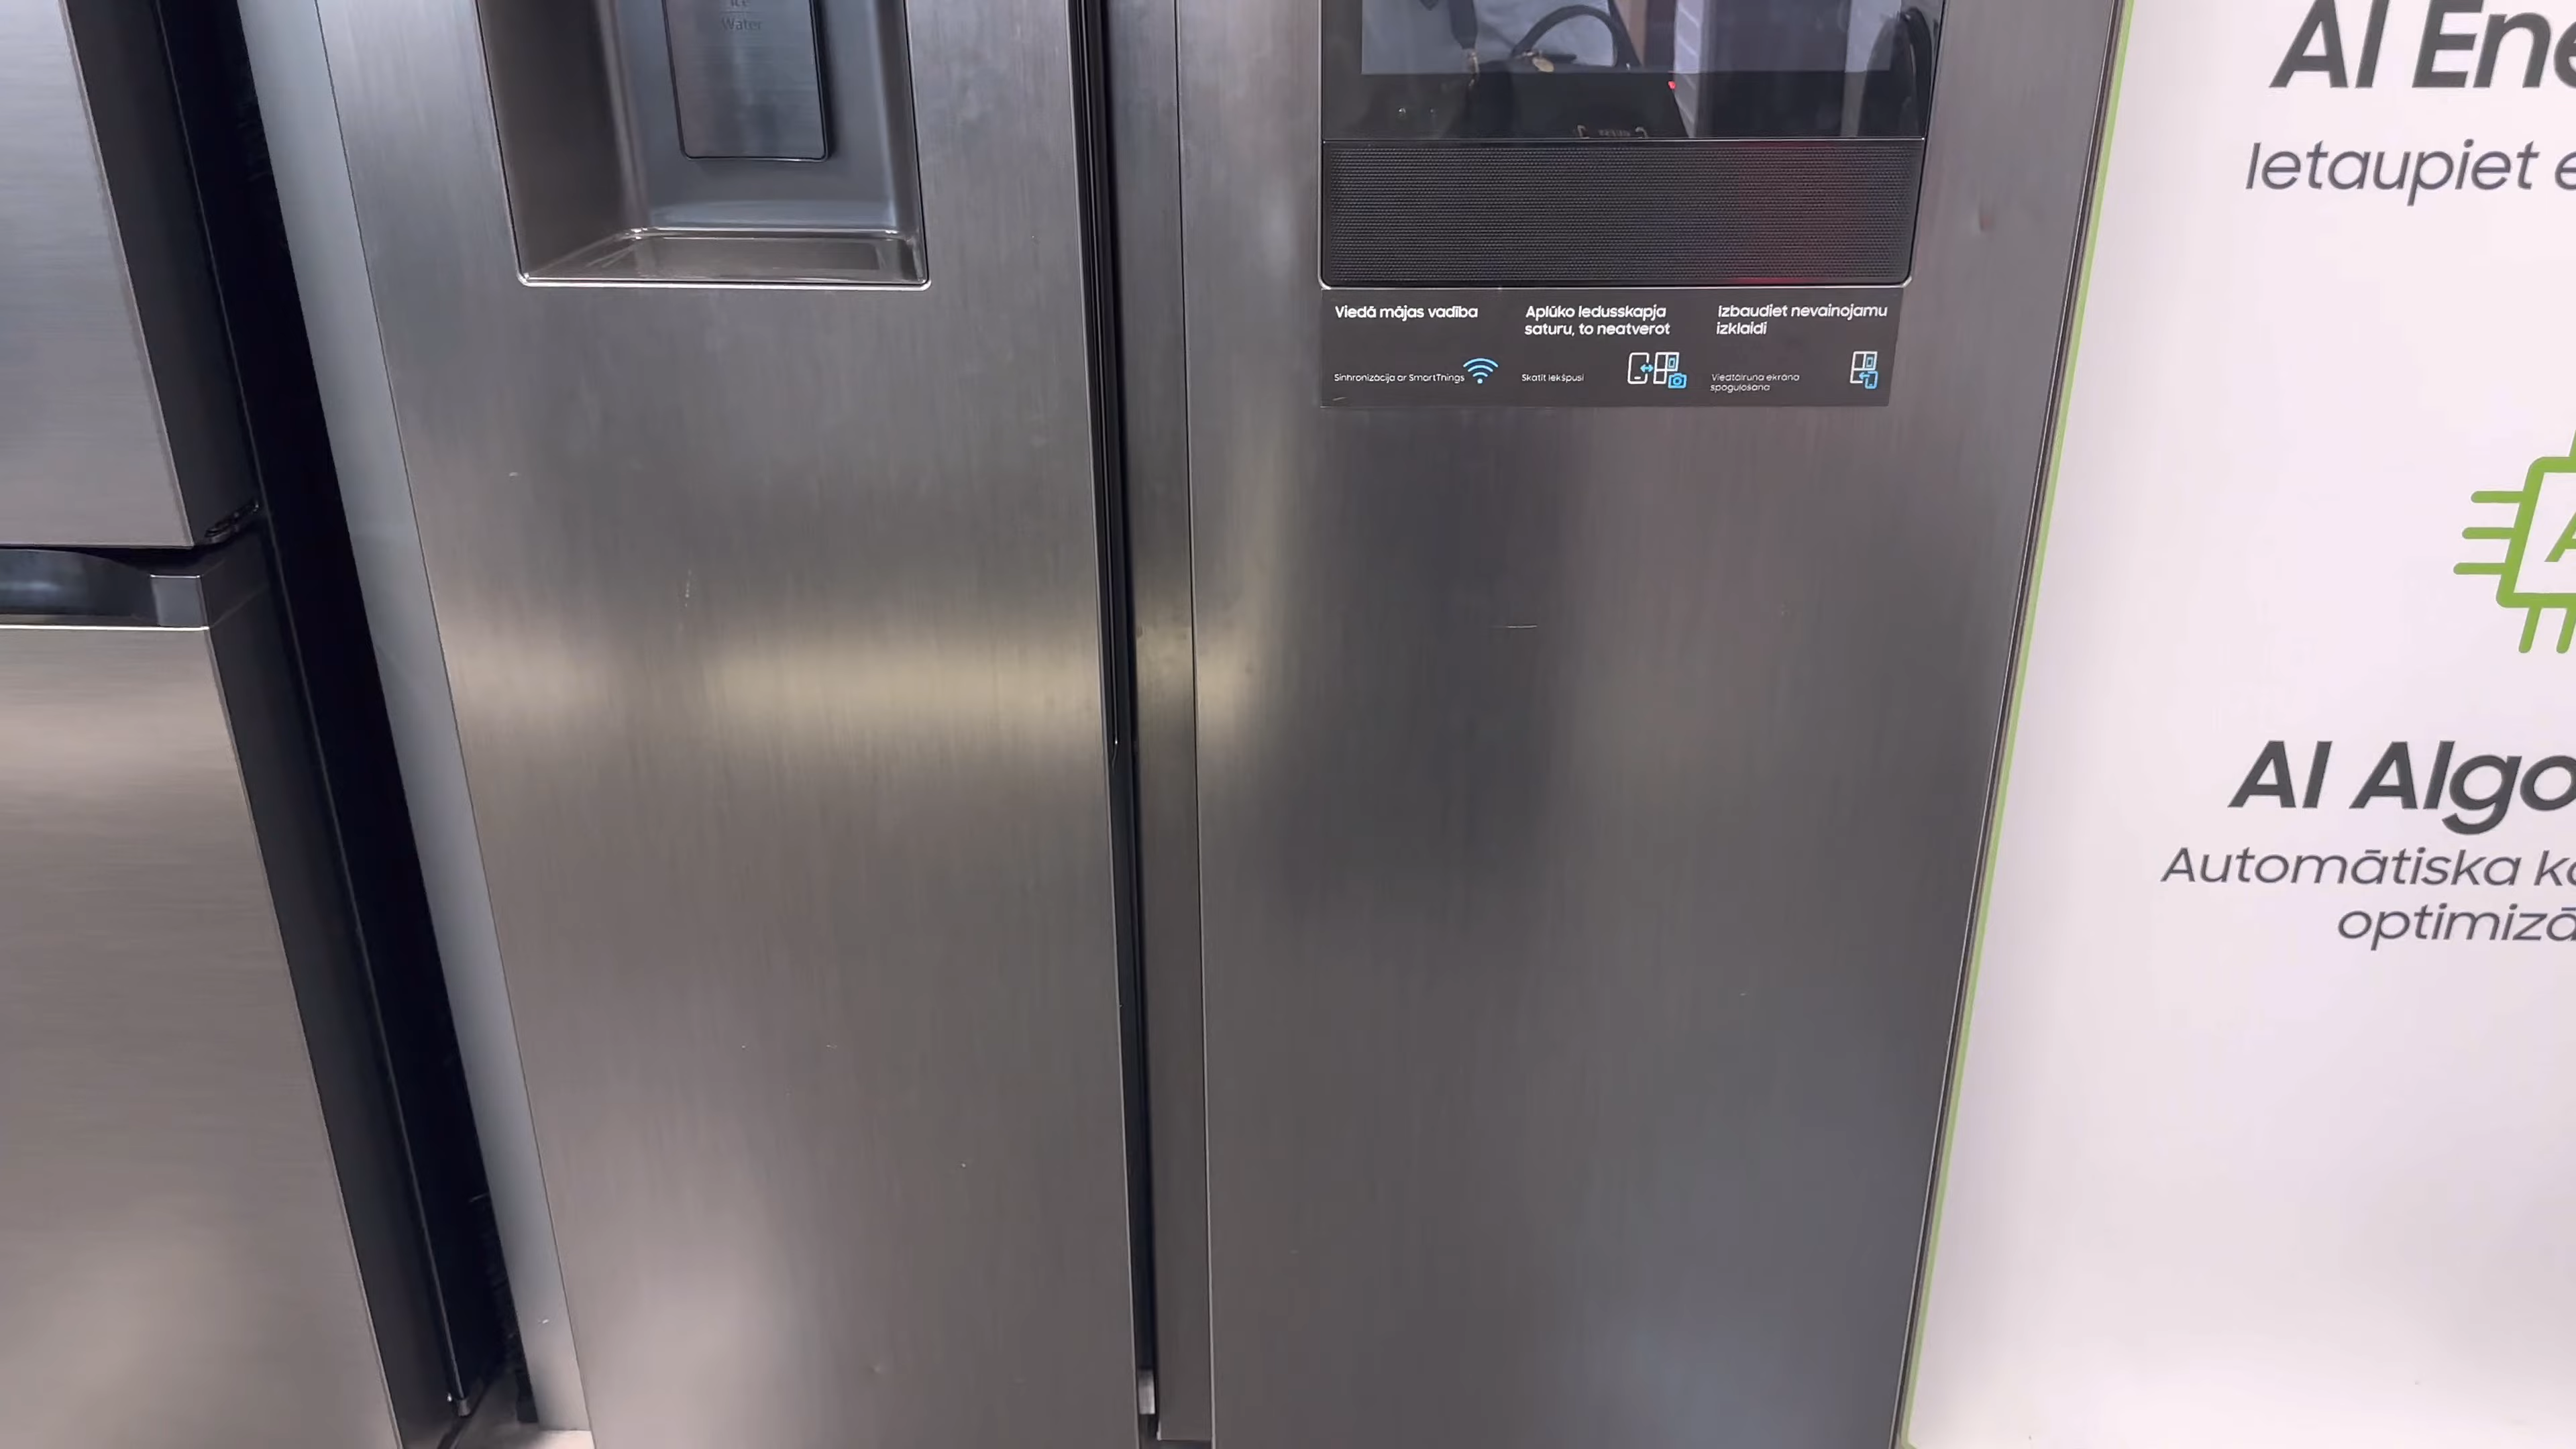 Ice
Water
AI Ene
Ietaupiet e
Viedā mājas vadība
Sinhronizācija ar SmartThings
Aplūko ledusskapja
saturu, to neatverot
Skatīt iekšpusi
Izbaudiet nevainojamu
izklaidi
Viedtālruņa ekrāna
spoguļošana
AI Algo
Automātiska ko
optimizā